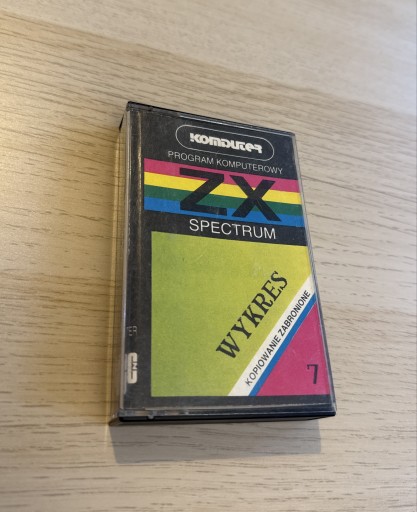 KOMPUTER
PROGRAM KOMPUTEROWY
ZX
SPECTRUM
WYKRES
KOPIOWANIE ZABRONIONE
7